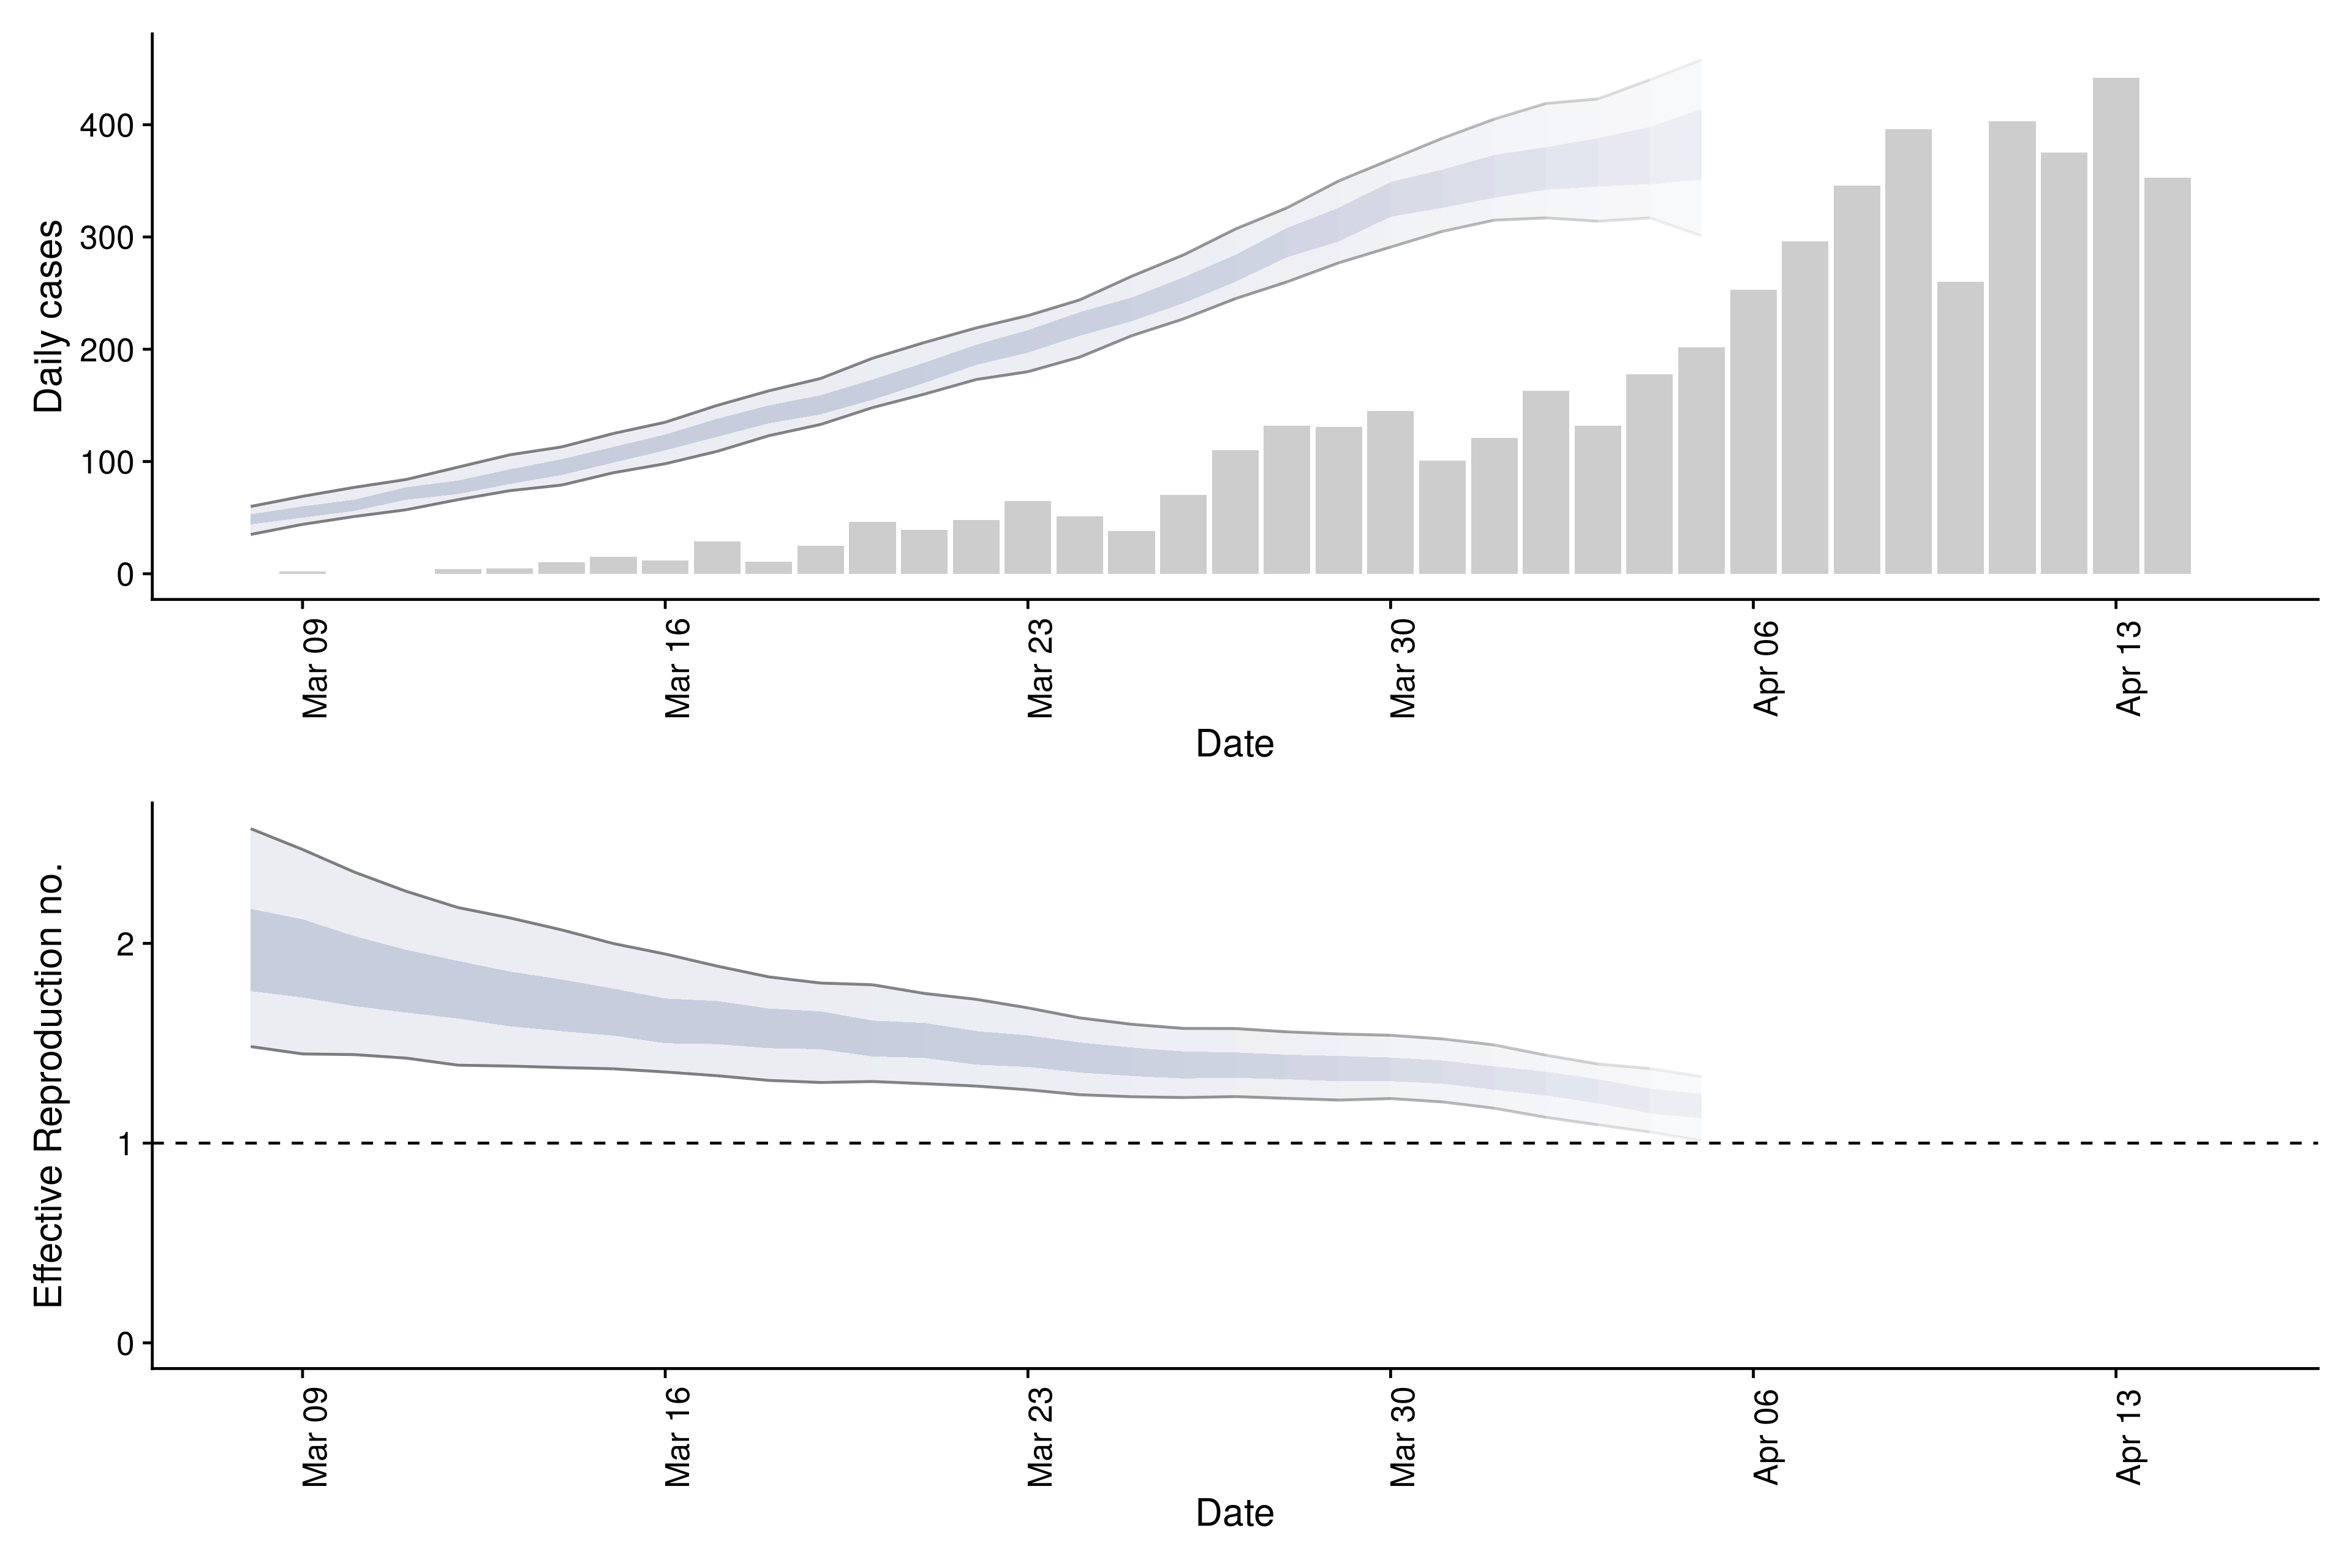 Daily cases
400
300
200
100
0
Mar 09
Mar 16
Mar 23
Mar 30
Apr 06
Apr 13
Date
Effective Reproduction no.
2
1
0
Mar 09
Mar 16
Mar 23
Mar 30
Apr 06
Apr 13
Date